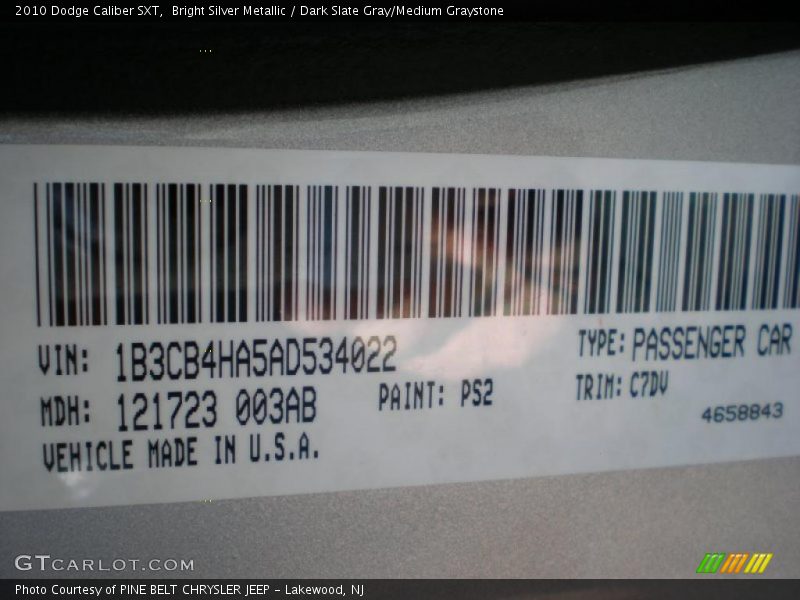 2010 Dodge Caliber SXT,  Bright Silver Metallic / Dark Slate Gray/Medium Graystone
VIN: 1B3CB4HA5AD534022 TYPE: PASSENGER CAR
MDH: 121723 003AB PAINT: PS2 TRIM: C7DV
VEHICLE MADE IN U.S.A. 4658843
GTCARLOT.COM
Photo Courtesy of PINE BELT CHRYSLER JEEP - Lakewood, NJ